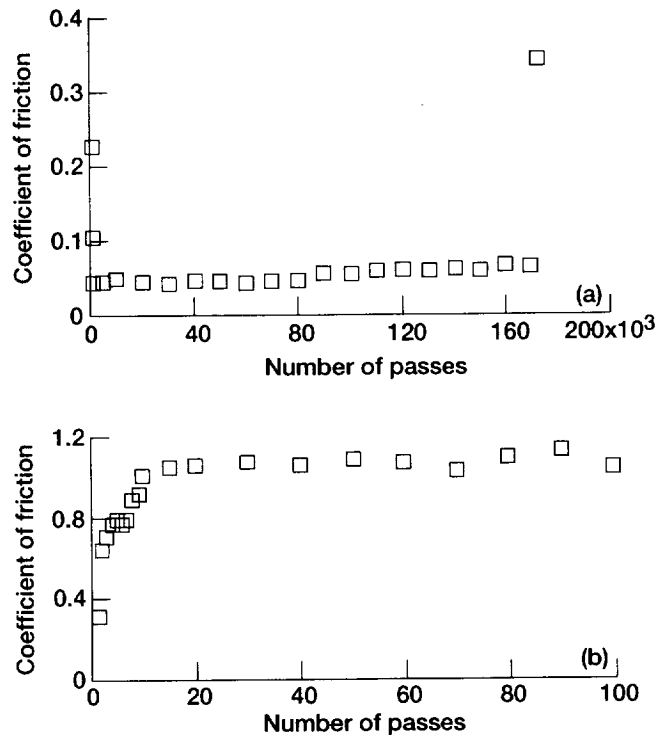 0.4
0.3
0.2
0.1
0
Coefficient of friction
(a)
0 40 80 120 160 200x10³
Number of passes
1.2
0.8
0.4
0
Coefficient of friction
(b)
0 20 40 60 80 100
Number of passes